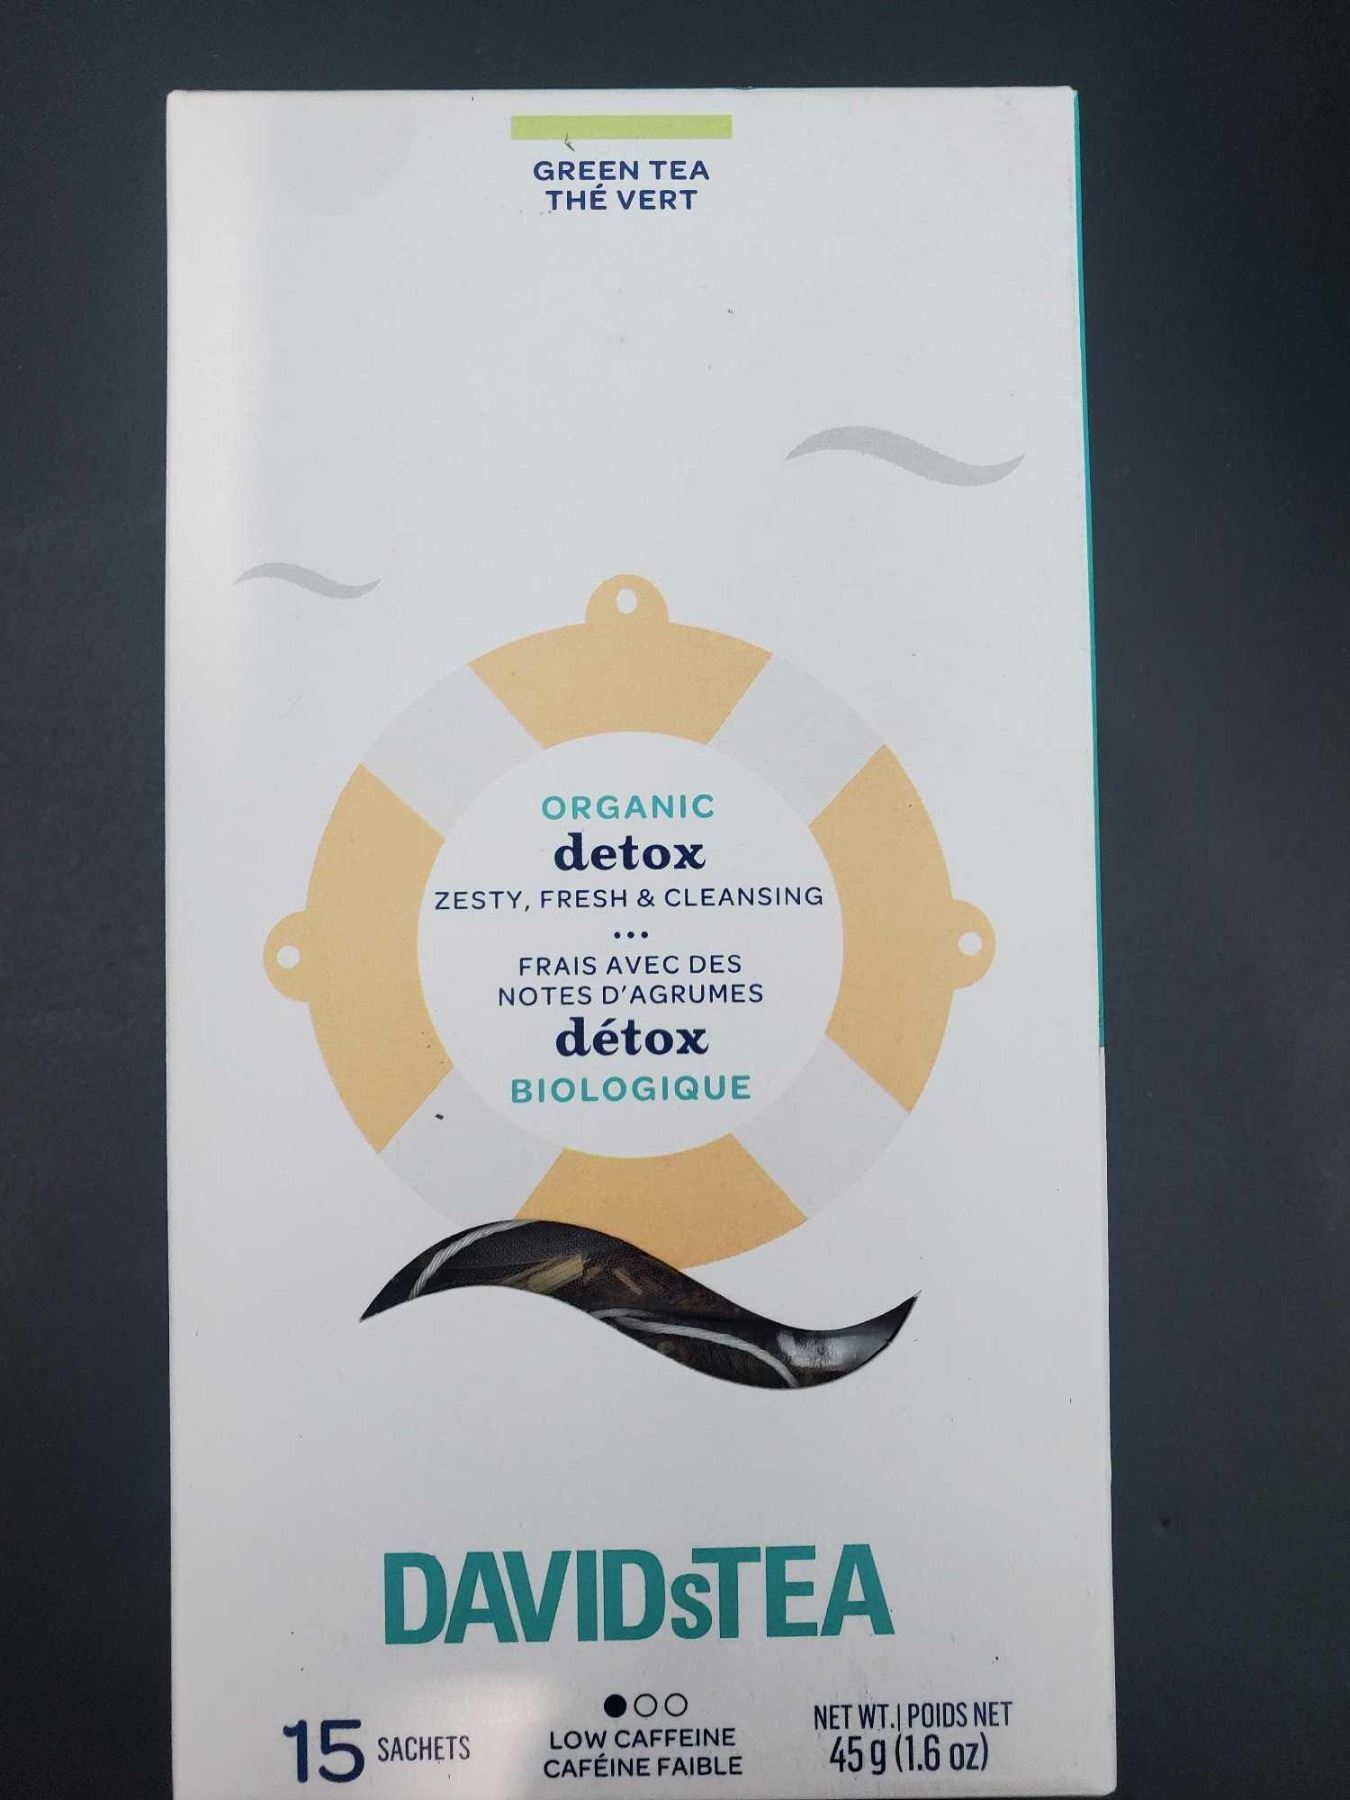 GREEN TEA
THÉ VERT
ORGANIC
detox
ZESTY, FRESH & CLEANSING
•••
FRAIS AVEC DES
NOTES D'AGRUMES
détox
BIOLOGIQUE
DAVIDsTEA
15 SACHETS
LOW CAFFEINE
CAFÉINE FAIBLE
NET WT.| POIDS NET
45 g (1.6 oz)